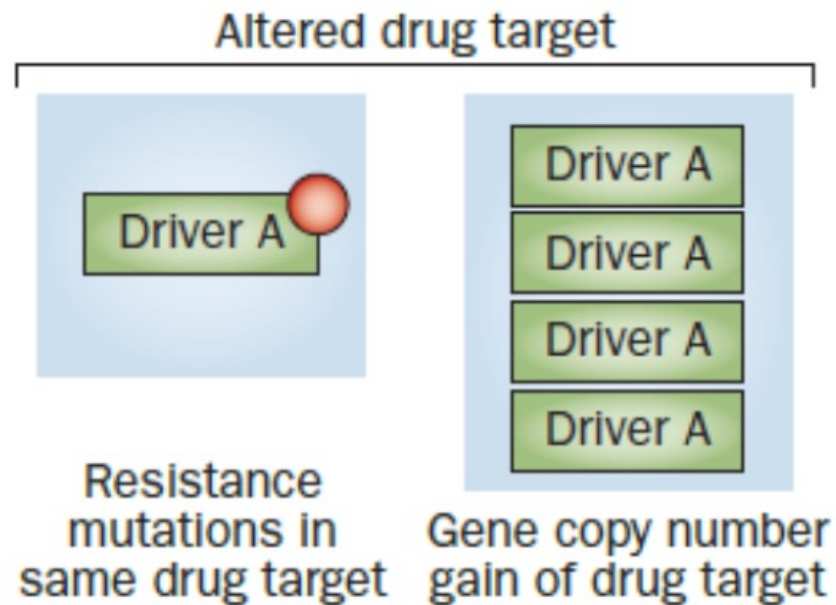 Altered drug target
Driver A
Driver A
Driver A
Driver A
Driver A
Resistance
mutations in
same drug target
Gene copy number
gain of drug target